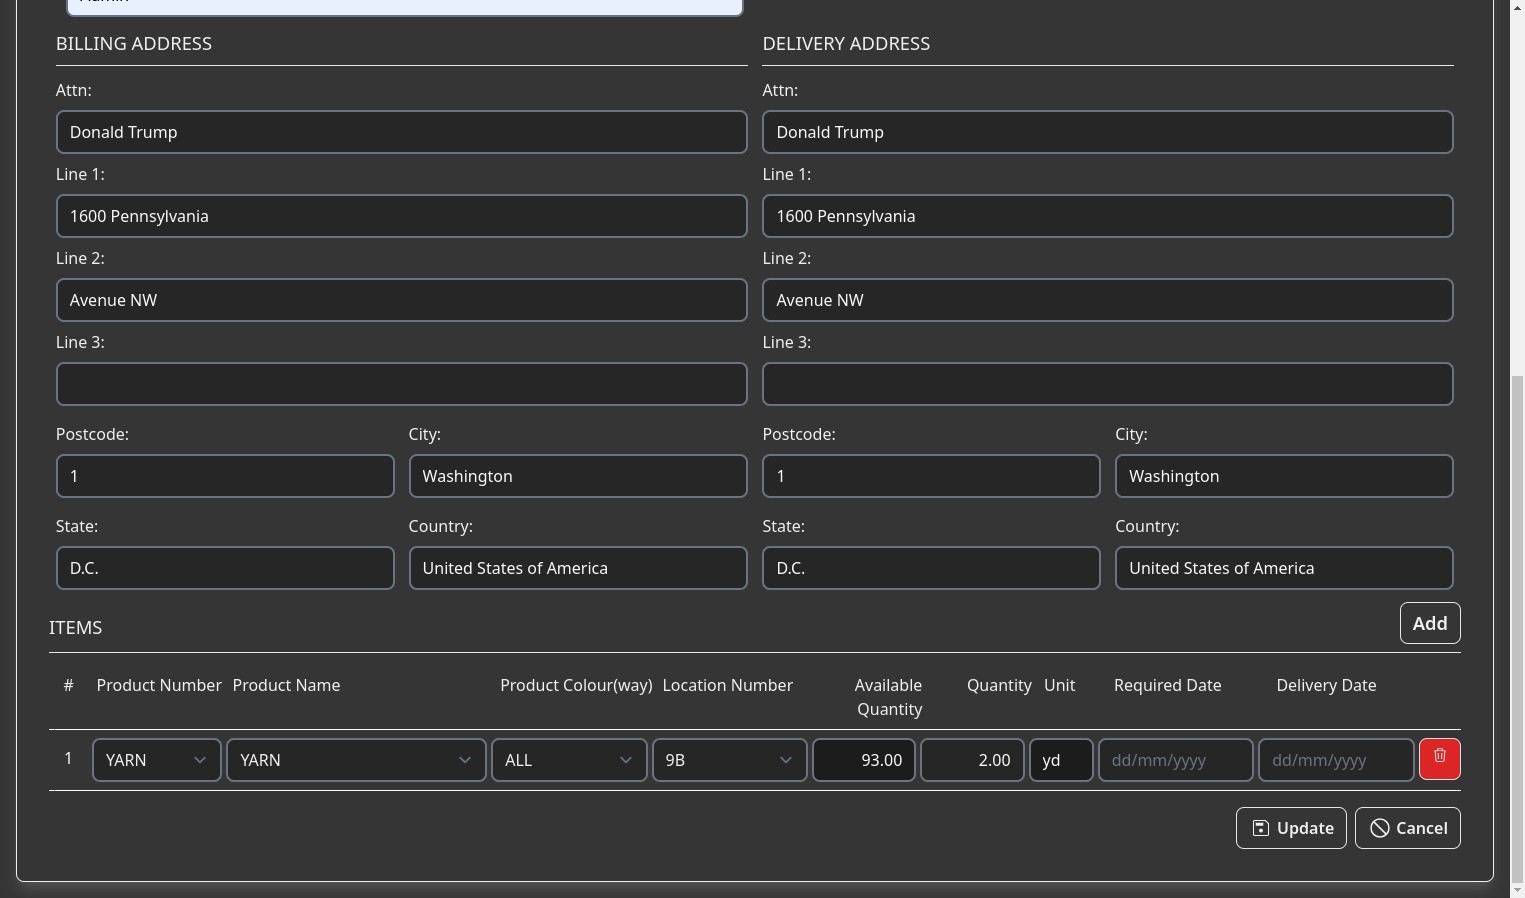 BILLING ADDRESS DELIVERY ADDRESS
Attn: Attn:
Donald Trump Donald Trump
Line 1: Line 1:
1600 Pennsylvania 1600 Pennsylvania
Line 2: Line 2:
Avenue NW Avenue NW
Line 3: Line 3:
Postcode: City: Postcode: City:
1 Washington 1 Washington
State: Country: State: Country:
D.C. United States of America D.C. United States of America
ITEMS Add
# Product Number Product Name Product Colour(way) Location Number Available Quantity Unit Required Date Delivery Date
Quantity
1 YARN YARN ALL 9B 93.00 2.00 yd dd/mm/yyyy dd/mm/yyyy
Update Cancel